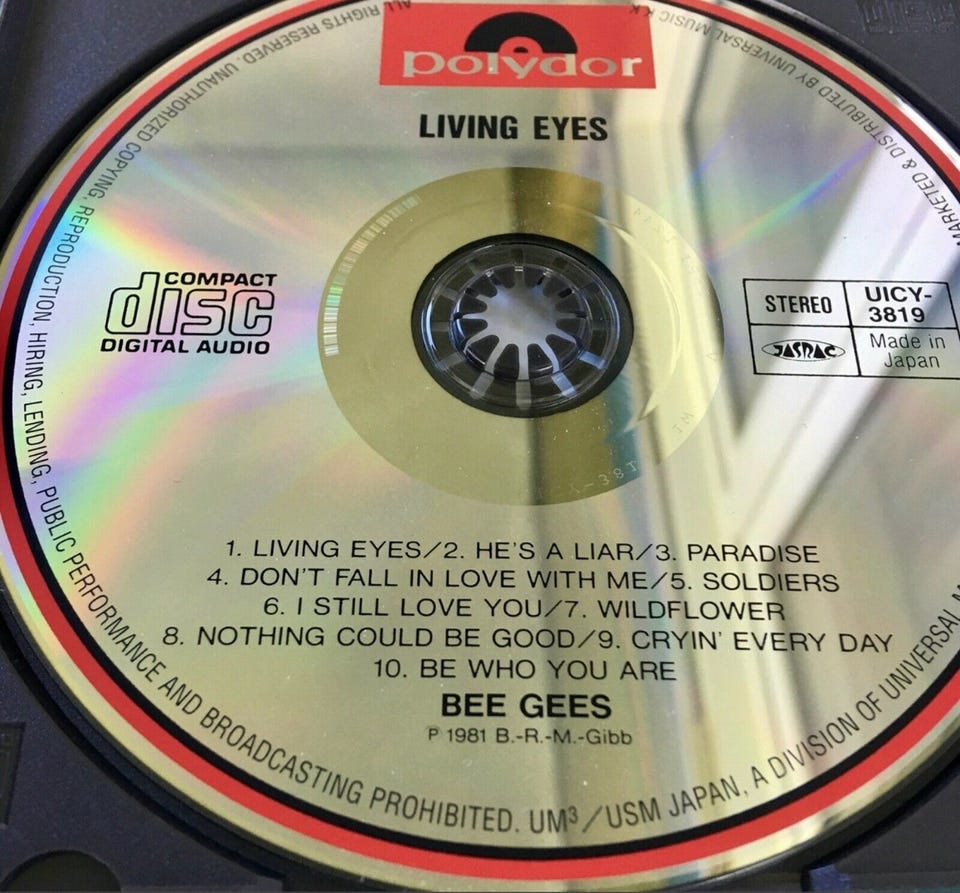 polydor
LIVING EYES
COMPACT
disc
DIGITAL AUDIO
STEREO
UICY-
3819
JASRAC
Made in
Japan
1. LIVING EYES/2. HE'S A LIAR/3. PARADISE
4. DON'T FALL IN LOVE WITH ME/5. SOLDIERS
6. I STILL LOVE YOU/7. WILDFLOWER
8. NOTHING COULD BE GOOD/9. CRYIN' EVERY DAY
10. BE WHO YOU ARE
BEE GEES
℗ 1981 B.-R.-M.-Gibb
ALL RIGHTS RESERVED. UNAUTHORIZED COPYING, REPRODUCTION, HIRING, LENDING, PUBLIC PERFORMANCE AND BROADCASTING PROHIBITED. UM³/USM JAPAN, A DIVISION OF UNIVERSAL
MARKETED & DISTRIBUTED BY UNIVERSAL MUSIC K.K.